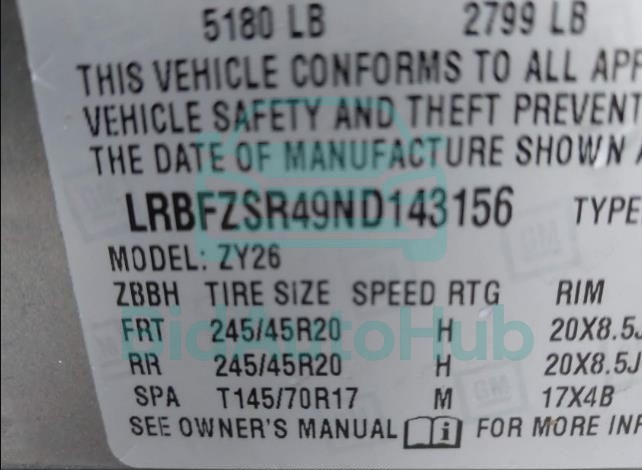 5180 LB 2799 LB
THIS VEHICLE CONFORMS TO ALL
VEHICLE SAFETY AND THEFT
THE DATE OF MANUFACTURE SHOWN
LRBFZSR49ND143156 TYPE
MODEL: ZY26
ZBBH TIRE SIZE SPEED RTG RIM
FRT 245/45R20 H 20X8.5J
RR 245/45R20 H 20X8.5J
SPA T145/70R17 M 17X4B
SEE OWNER'S MANUAL i FOR MORE
BidAutoHub
GM